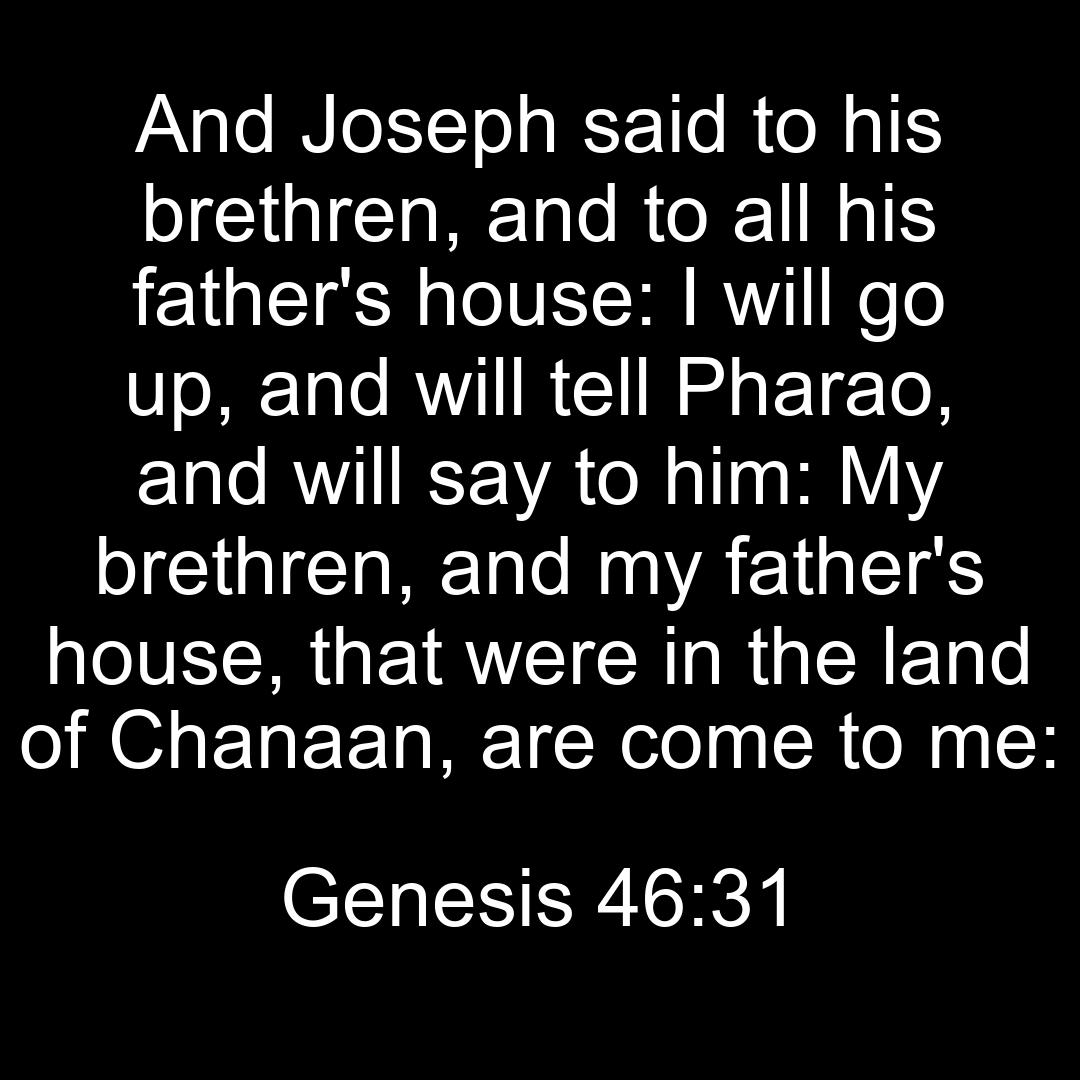 And Joseph said to his
brethren, and to all his
father's house: I will go
up, and will tell Pharao,
and will say to him: My
brethren, and my father's
house, that were in the land
of Chanaan, are come to me:
Genesis 46:31